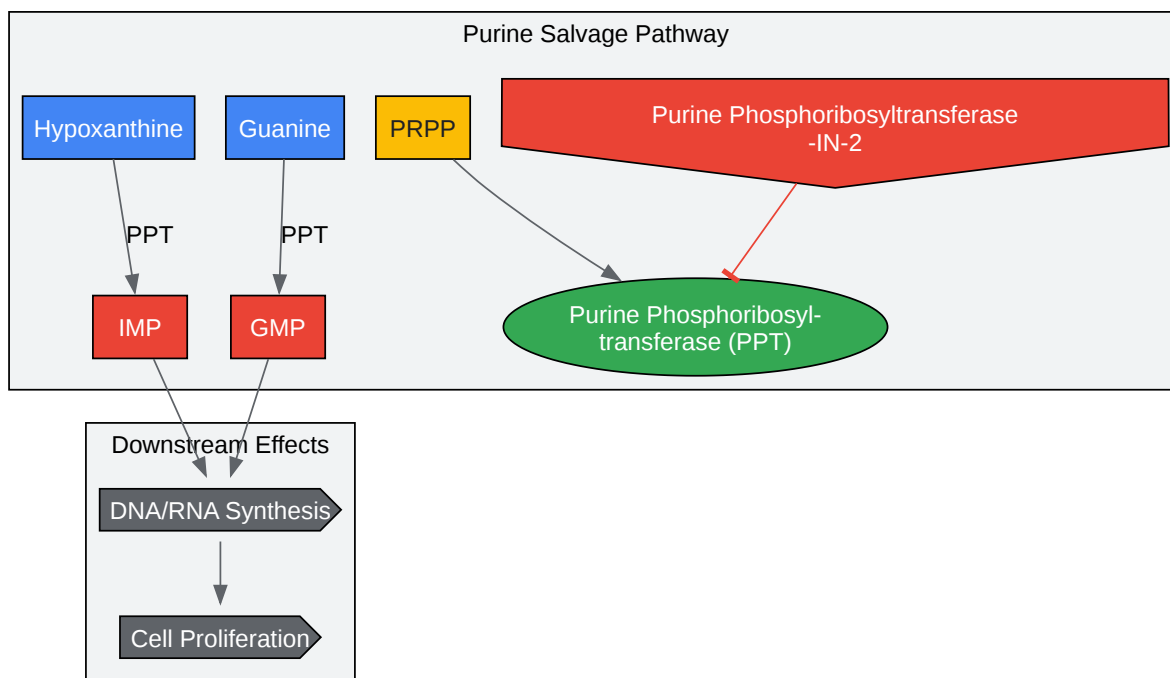 Purine Salvage Pathway
Hypoxanthine
Guanine
PRPP
Purine Phosphoribosyltransferase
-IN-2
PPT
PPT
IMP
GMP
Purine Phosphoribosyl-
transferase (PPT)
Downstream Effects
DNA/RNA Synthesis
Cell Proliferation